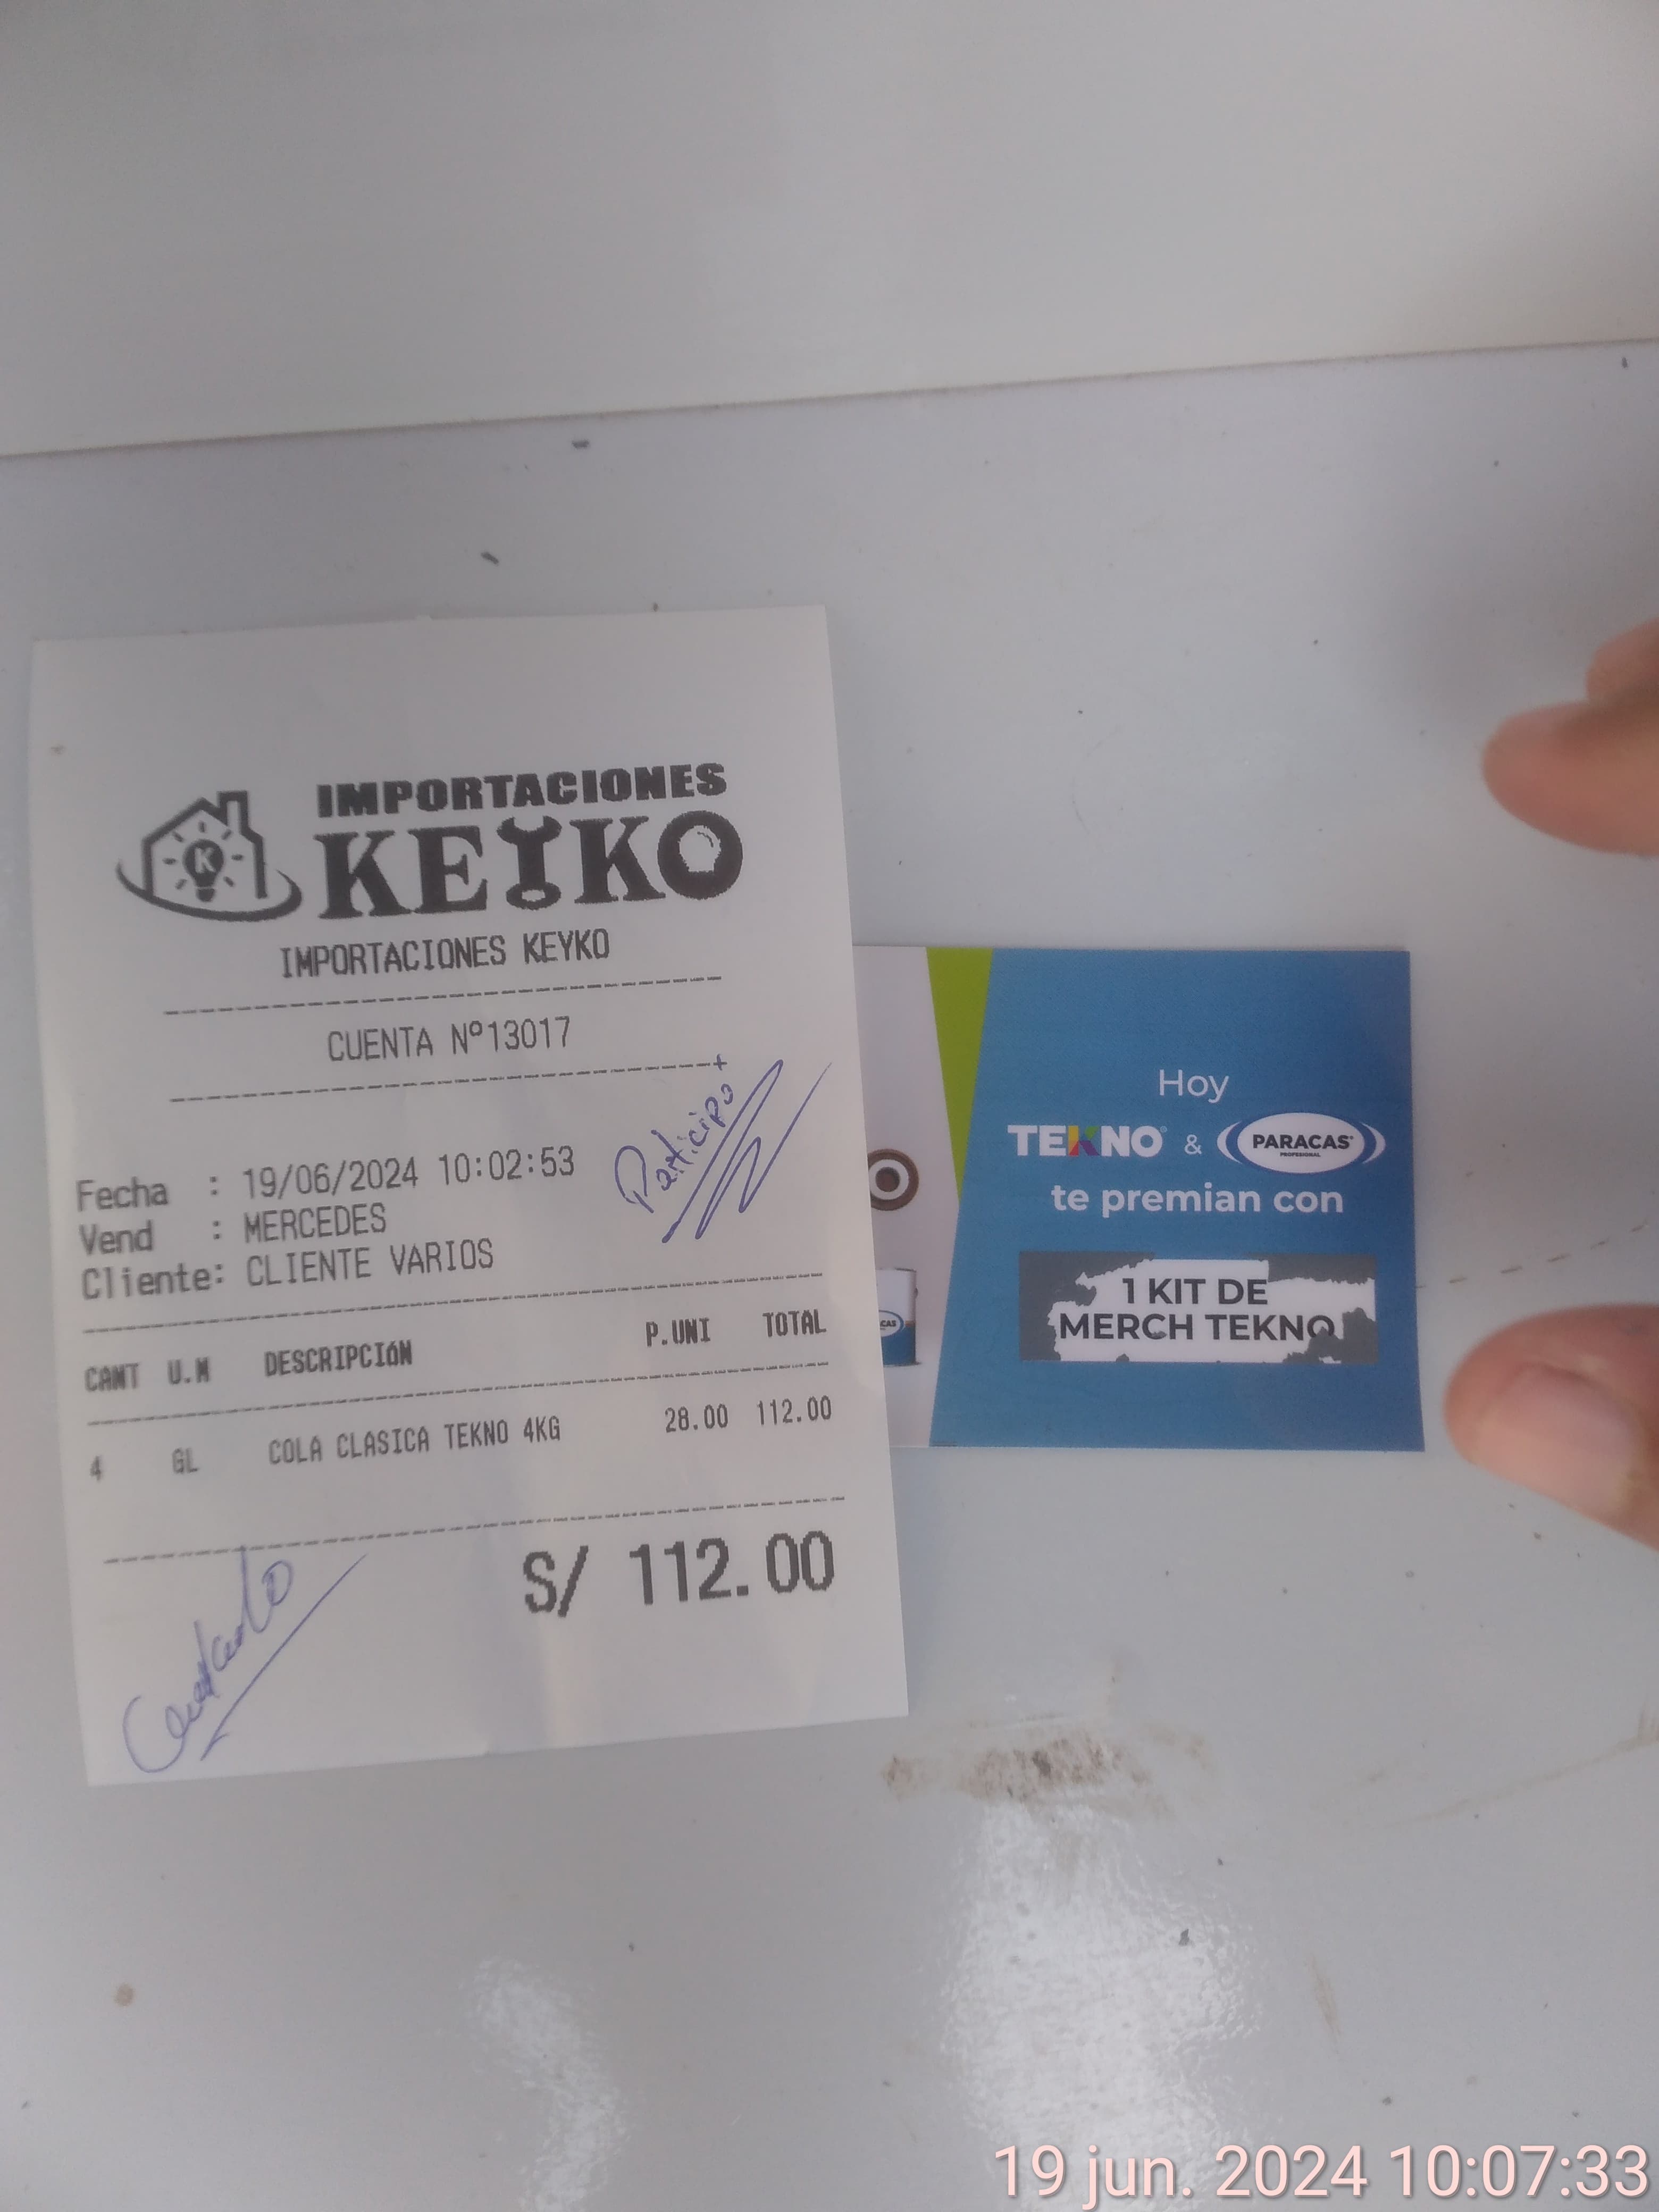 IMPORTACIONES
KEYKO
IMPORTACIONES KEYKO
CUENTA Nº13017
Participo
Fecha : 19/06/2024 10:02:53
Vend : MERCEDES
Cliente: CLIENTE VARIOS
CANT U.M DESCRIPCIÓN P.UNI TOTAL
4 GL COLA CLASICA TEKNO 4KG 28.00 112.00
S/ 112.00
Hoy
TEKNO & PARACAS
PROFESIONAL
te premian con
1 KIT DE
MERCH TEKNO
19 jun. 2024 10:07:33